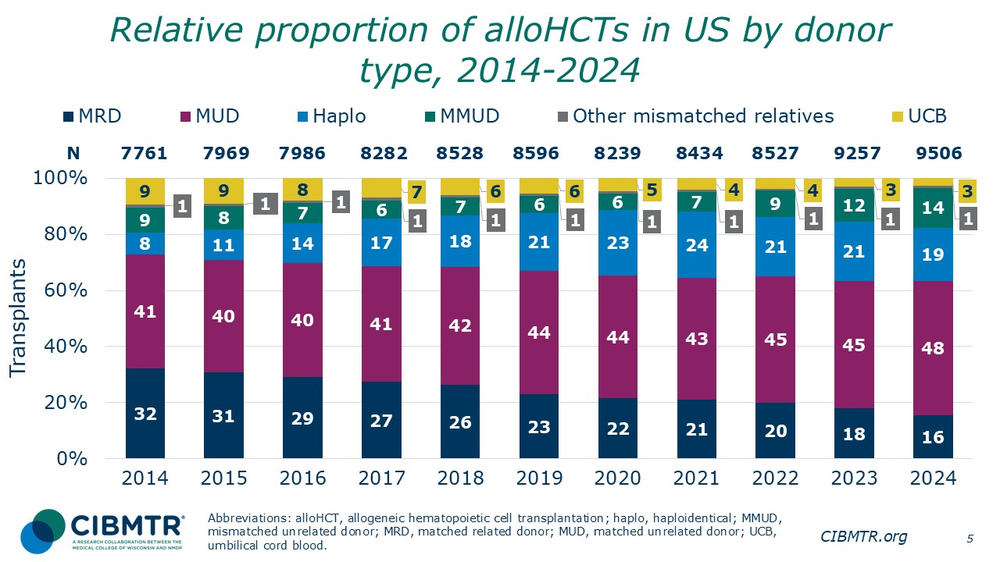 Relative proportion of alloHCTs in US by donor
type, 2014-2024
MRD MUD Haplo MMUD Other mismatched relatives UCB
N 7761 7969 7986 8282 8528 8596 8239 8434 8527 9257 9506
100%
80%
60%
40%
20%
0%
Transplants
9 9 8 7 6 6 5 4 4 3 3
1 1 1 1 1 1 1 1 1 1 1
9 8 7 6 7 6 6 7 9 12 14
8 11 14 17 18 21 23 24 21 21 19
41 40 40 41 42 44 44 43 45 45 48
32 31 29 27 26 23 22 21 20 18 16
2014 2015 2016 2017 2018 2019 2020 2021 2022 2023 2024
CIBMTR®
A RESEARCH COLLABORATION BETWEEN THE
MEDICAL COLLEGE OF WISCONSIN AND NMDP
Abbreviations: alloHCT, allogeneic hematopoietic cell transplantation; haplo, haploidentical; MMUD,
mismatched unrelated donor; MRD, matched related donor; MUD, matched unrelated donor; UCB,
umbilical cord blood.
CIBMTR.org
5